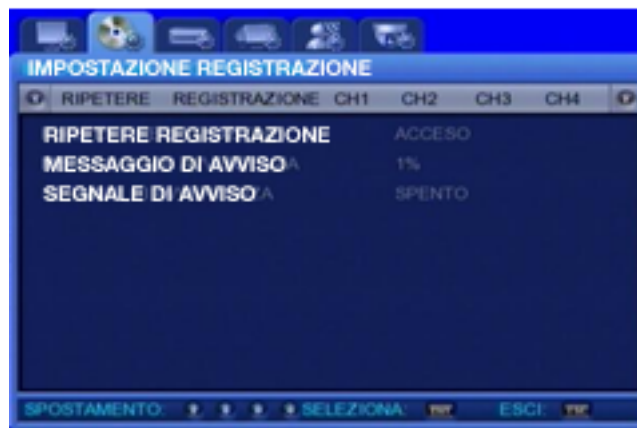 IMPOSTAZIONE REGISTRAZIONE
RIPETERE REGISTRAZIONE CH1 CH2 CH3 CH4
RIPETERE REGISTRAZIONE ACCESO
MESSAGGIO DI AVVISO 1%
SEGNALE DI AVVISO SPENTO
SPOSTAMENTO: SELEZIONA: ESCI: